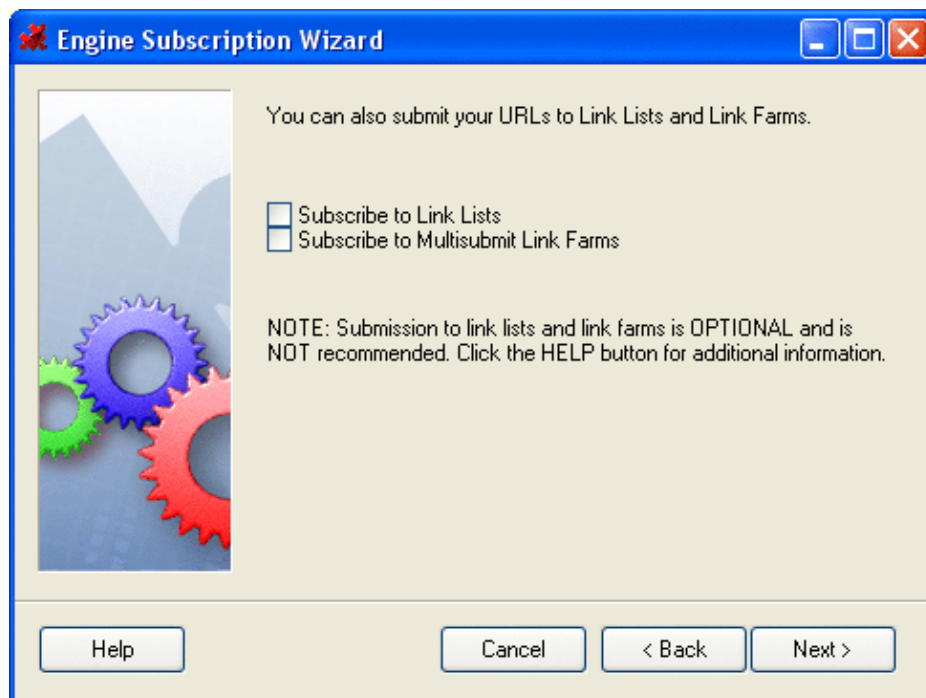 Engine Subscription Wizard
You can also submit your URLs to Link Lists and Link Farms.
Subscribe to Link Lists
Subscribe to Multisubmit Link Farms
NOTE: Submission to link lists and link farms is OPTIONAL and is
NOT recommended. Click the HELP button for additional information.
Help
Cancel
< Back
Next >